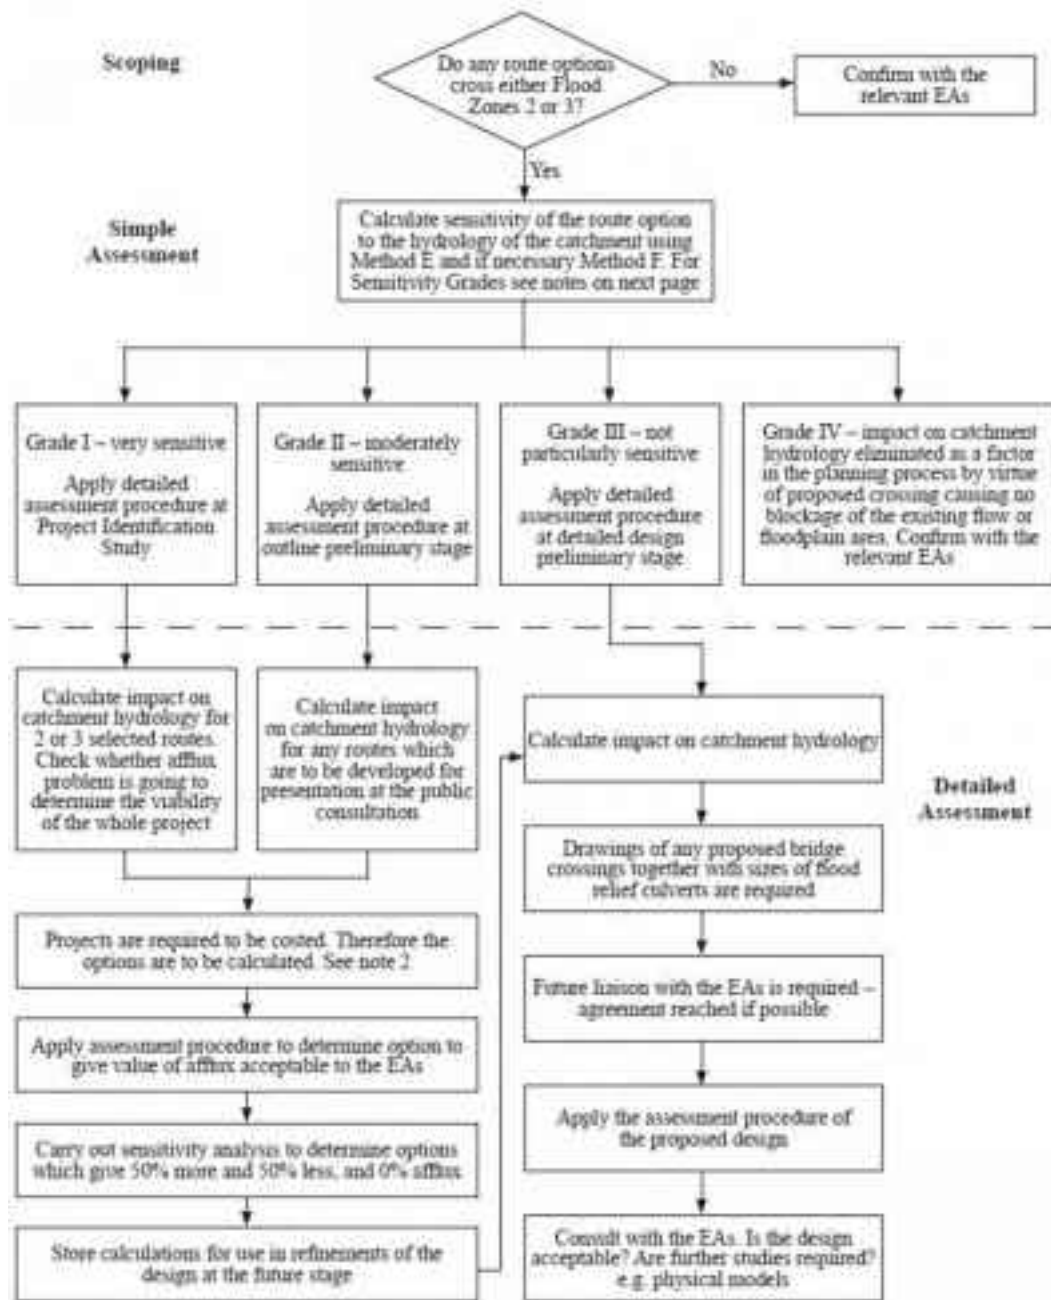 Scoping
Do any route options
cross either Flood
Zones 2 or 3?
No
Confirm with the
relevant EAs
Yes
Simple
Assessment
Calculate sensitivity of the route option
to the hydrology of the catchment using
Method E and if necessary Method F. For
Sensitivity Grades see notes on next page
Grade I – very sensitive
Apply detailed
assessment procedure at
Project Identification
Study
Grade II – moderately
sensitive
Apply detailed
assessment procedure at
outline preliminary stage
Grade III – not
particularly sensitive
Apply detailed
assessment procedure
at detailed design
preliminary stage
Grade IV – impact on catchment
hydrology eliminated as a factor
in the planning process by virtue
of proposed crossing causing no
blockage of the existing flow or
floodplain area. Confirm with the
relevant EAs
Calculate impact on
catchment hydrology for
2 or 3 selected routes.
Check whether afflux
problem is going to
determine the viability
of the whole project
Calculate impact
on catchment hydrology
for any routes which
are to be developed for
presentation at the public
consultation
Projects are required to be costed. Therefore the
options are to be calculated. See note 2
Apply assessment procedure to determine option to
give value of afflux acceptable to the EAs
Carry out sensitivity analysis to determine options
which give 50% more and 50% less, and 0% afflux
Store calculations for use in refinements of the
design at the future stage
Calculate impact on catchment hydrology
Detailed
Assessment
Drawings of any proposed bridge
crossings together with sizes of flood
relief culverts are required
Future liaison with the EAs is required –
agreement reached if possible
Apply the assessment procedure of
the proposed design
Consult with the EAs. Is the design
acceptable? Are further studies required?
e.g. physical models